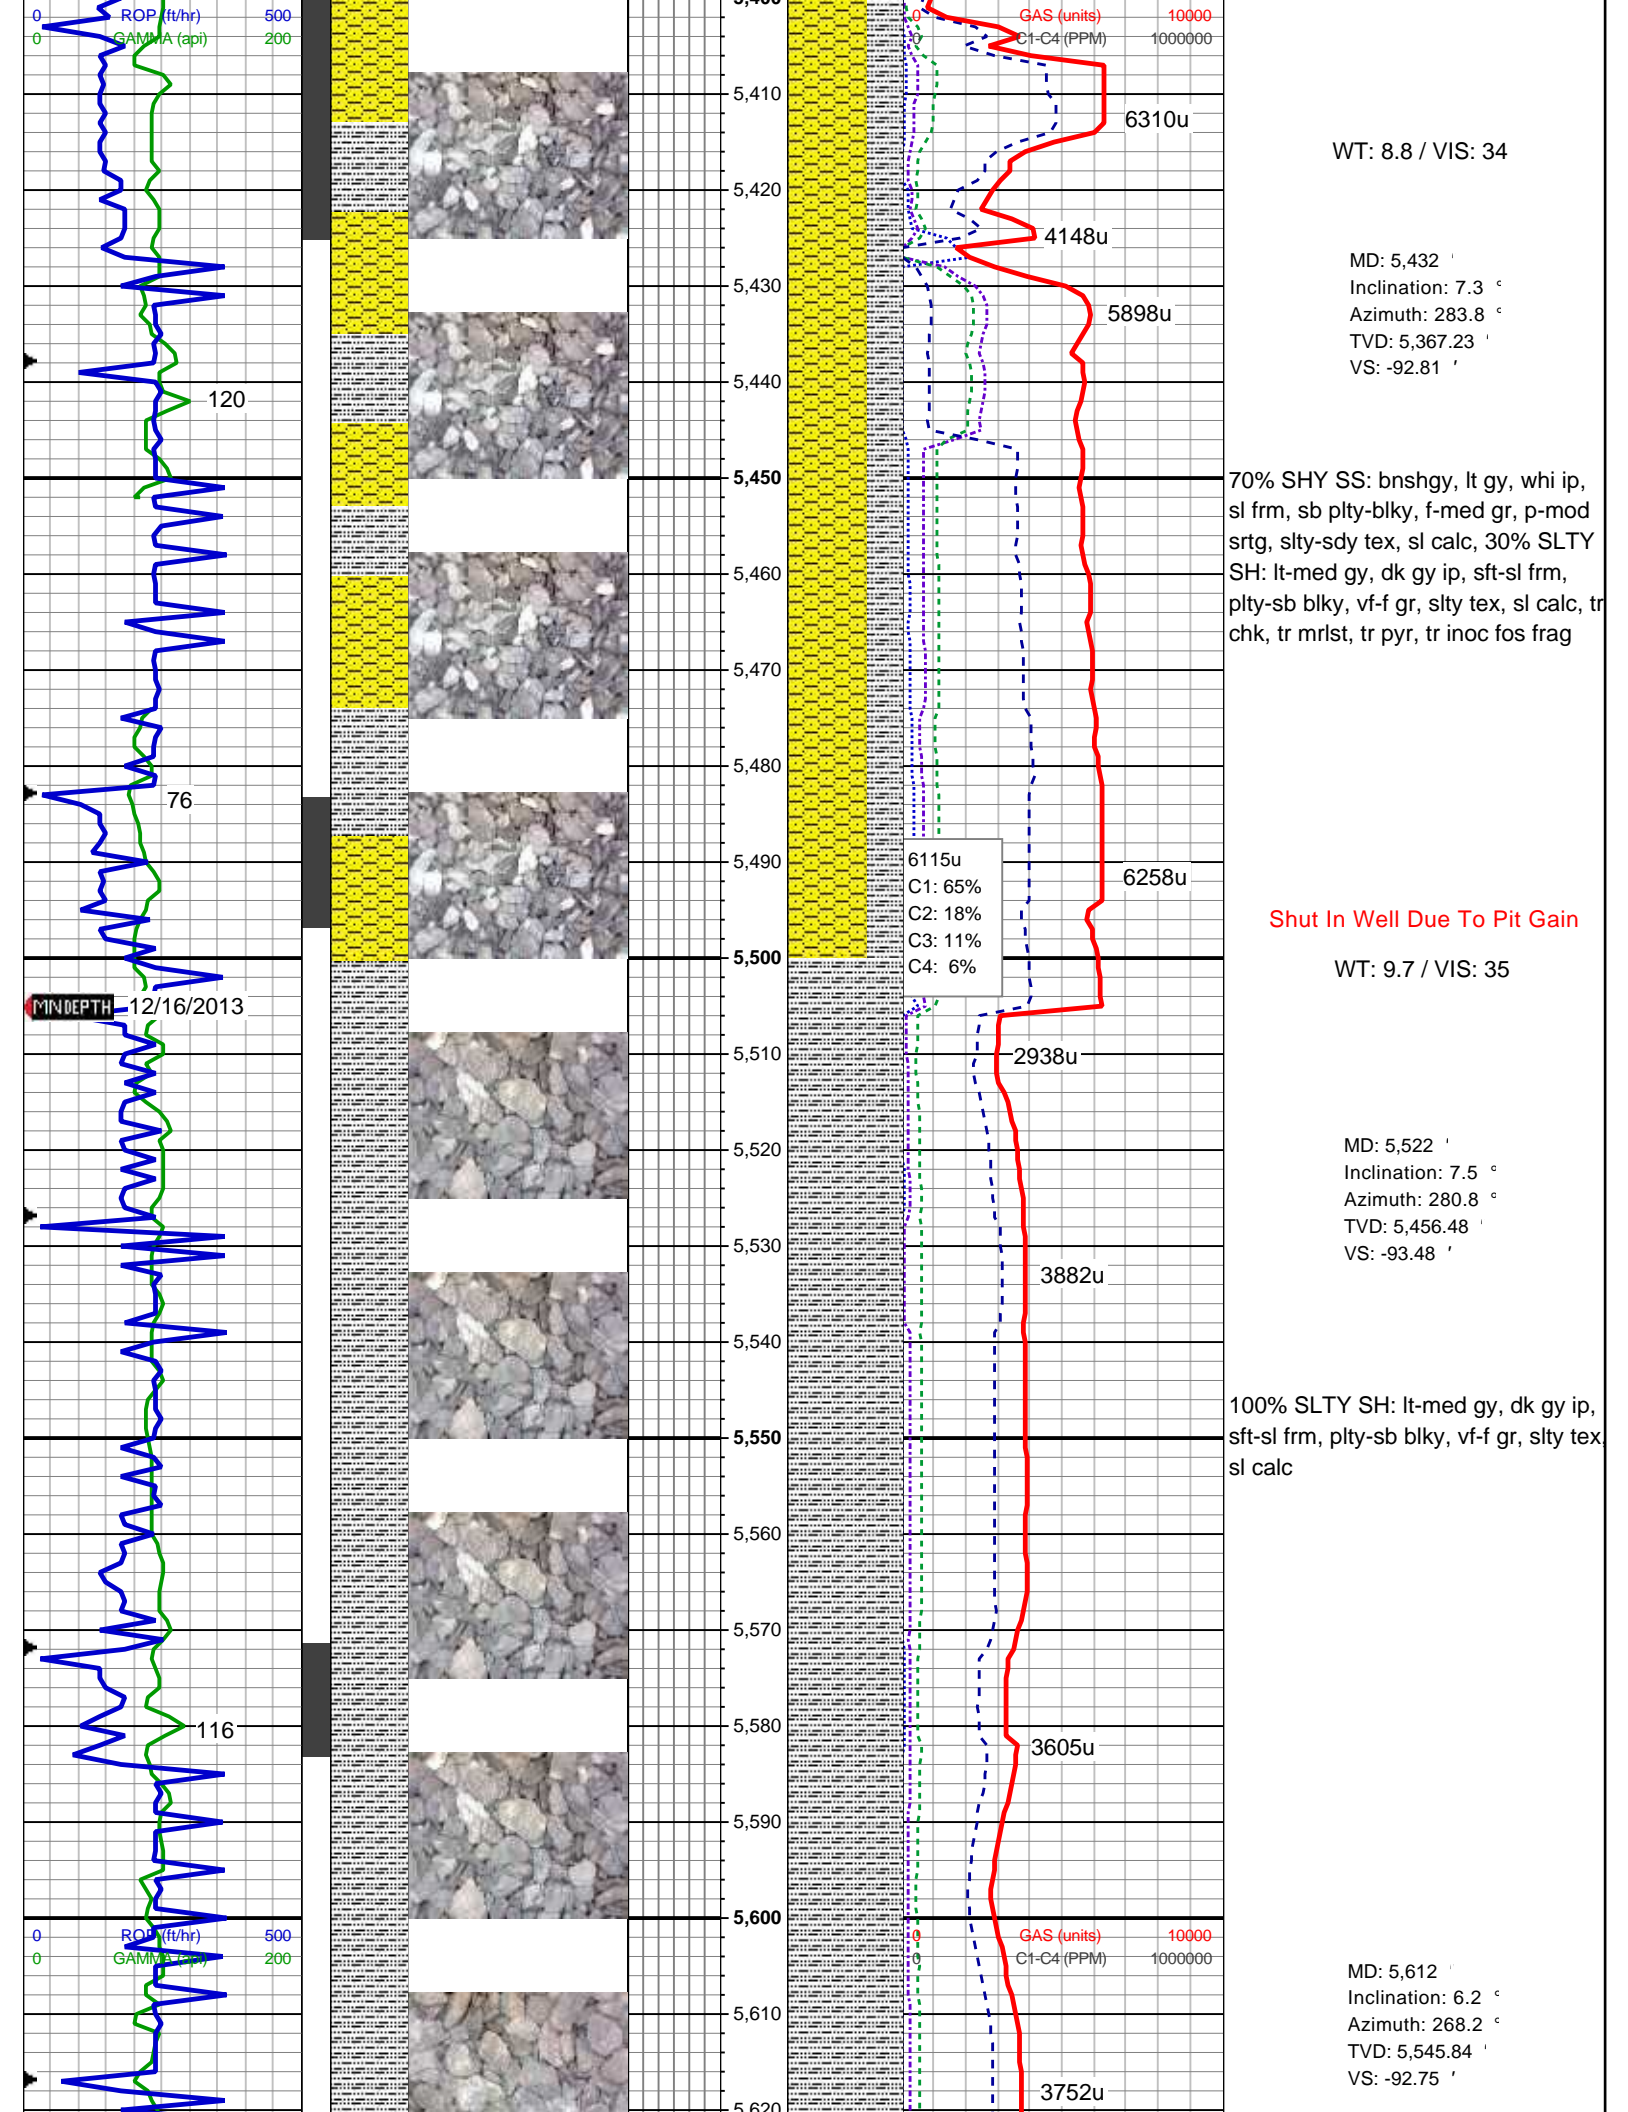 5,400
0 ROP (ft/hr) 500
0 GAMMA (api) 200
0 GAS (units) 10000
0 C1-C4 (PPM) 1000000
5,410
6310u
WT: 8.8 / VIS: 34
5,420
4148u
MD: 5,432 '
Inclination: 7.3 °
Azimuth: 283.8 °
TVD: 5,367.23 '
VS: -92.81 '
5,430
5898u
5,440
120
5,450
70% SHY SS: bnshgy, lt gy, whi ip,
sl frm, sb plty-blky, f-med gr, p-mod
srtg, slty-sdy tex, sl calc, 30% SLTY
SH: lt-med gy, dk gy ip, sft-sl frm,
plty-sb blky, vf-f gr, slty tex, sl calc, tr
chk, tr mrlst, tr pyr, tr inoc fos frag
5,460
5,470
5,480
76
5,490
6115u
C1: 65%
C2: 18%
C3: 11%
C4: 6%
6258u
Shut In Well Due To Pit Gain
5,500
WT: 9.7 / VIS: 35
MN DEPTH 12/16/2013
5,510
2938u
5,520
MD: 5,522 '
Inclination: 7.5 °
Azimuth: 280.8 °
TVD: 5,456.48 '
VS: -93.48 '
5,530
3882u
5,540
5,550
100% SLTY SH: lt-med gy, dk gy ip,
sft-sl frm, plty-sb blky, vf-f gr, slty tex,
sl calc
5,560
5,570
5,580
116
3605u
5,590
5,600
0 ROP (ft/hr) 500
0 GAMMA (api) 200
0 GAS (units) 10000
0 C1-C4 (PPM) 1000000
MD: 5,612 '
Inclination: 6.2 °
Azimuth: 268.2 °
TVD: 5,545.84 '
VS: -92.75 '
5,610
3752u
5,620